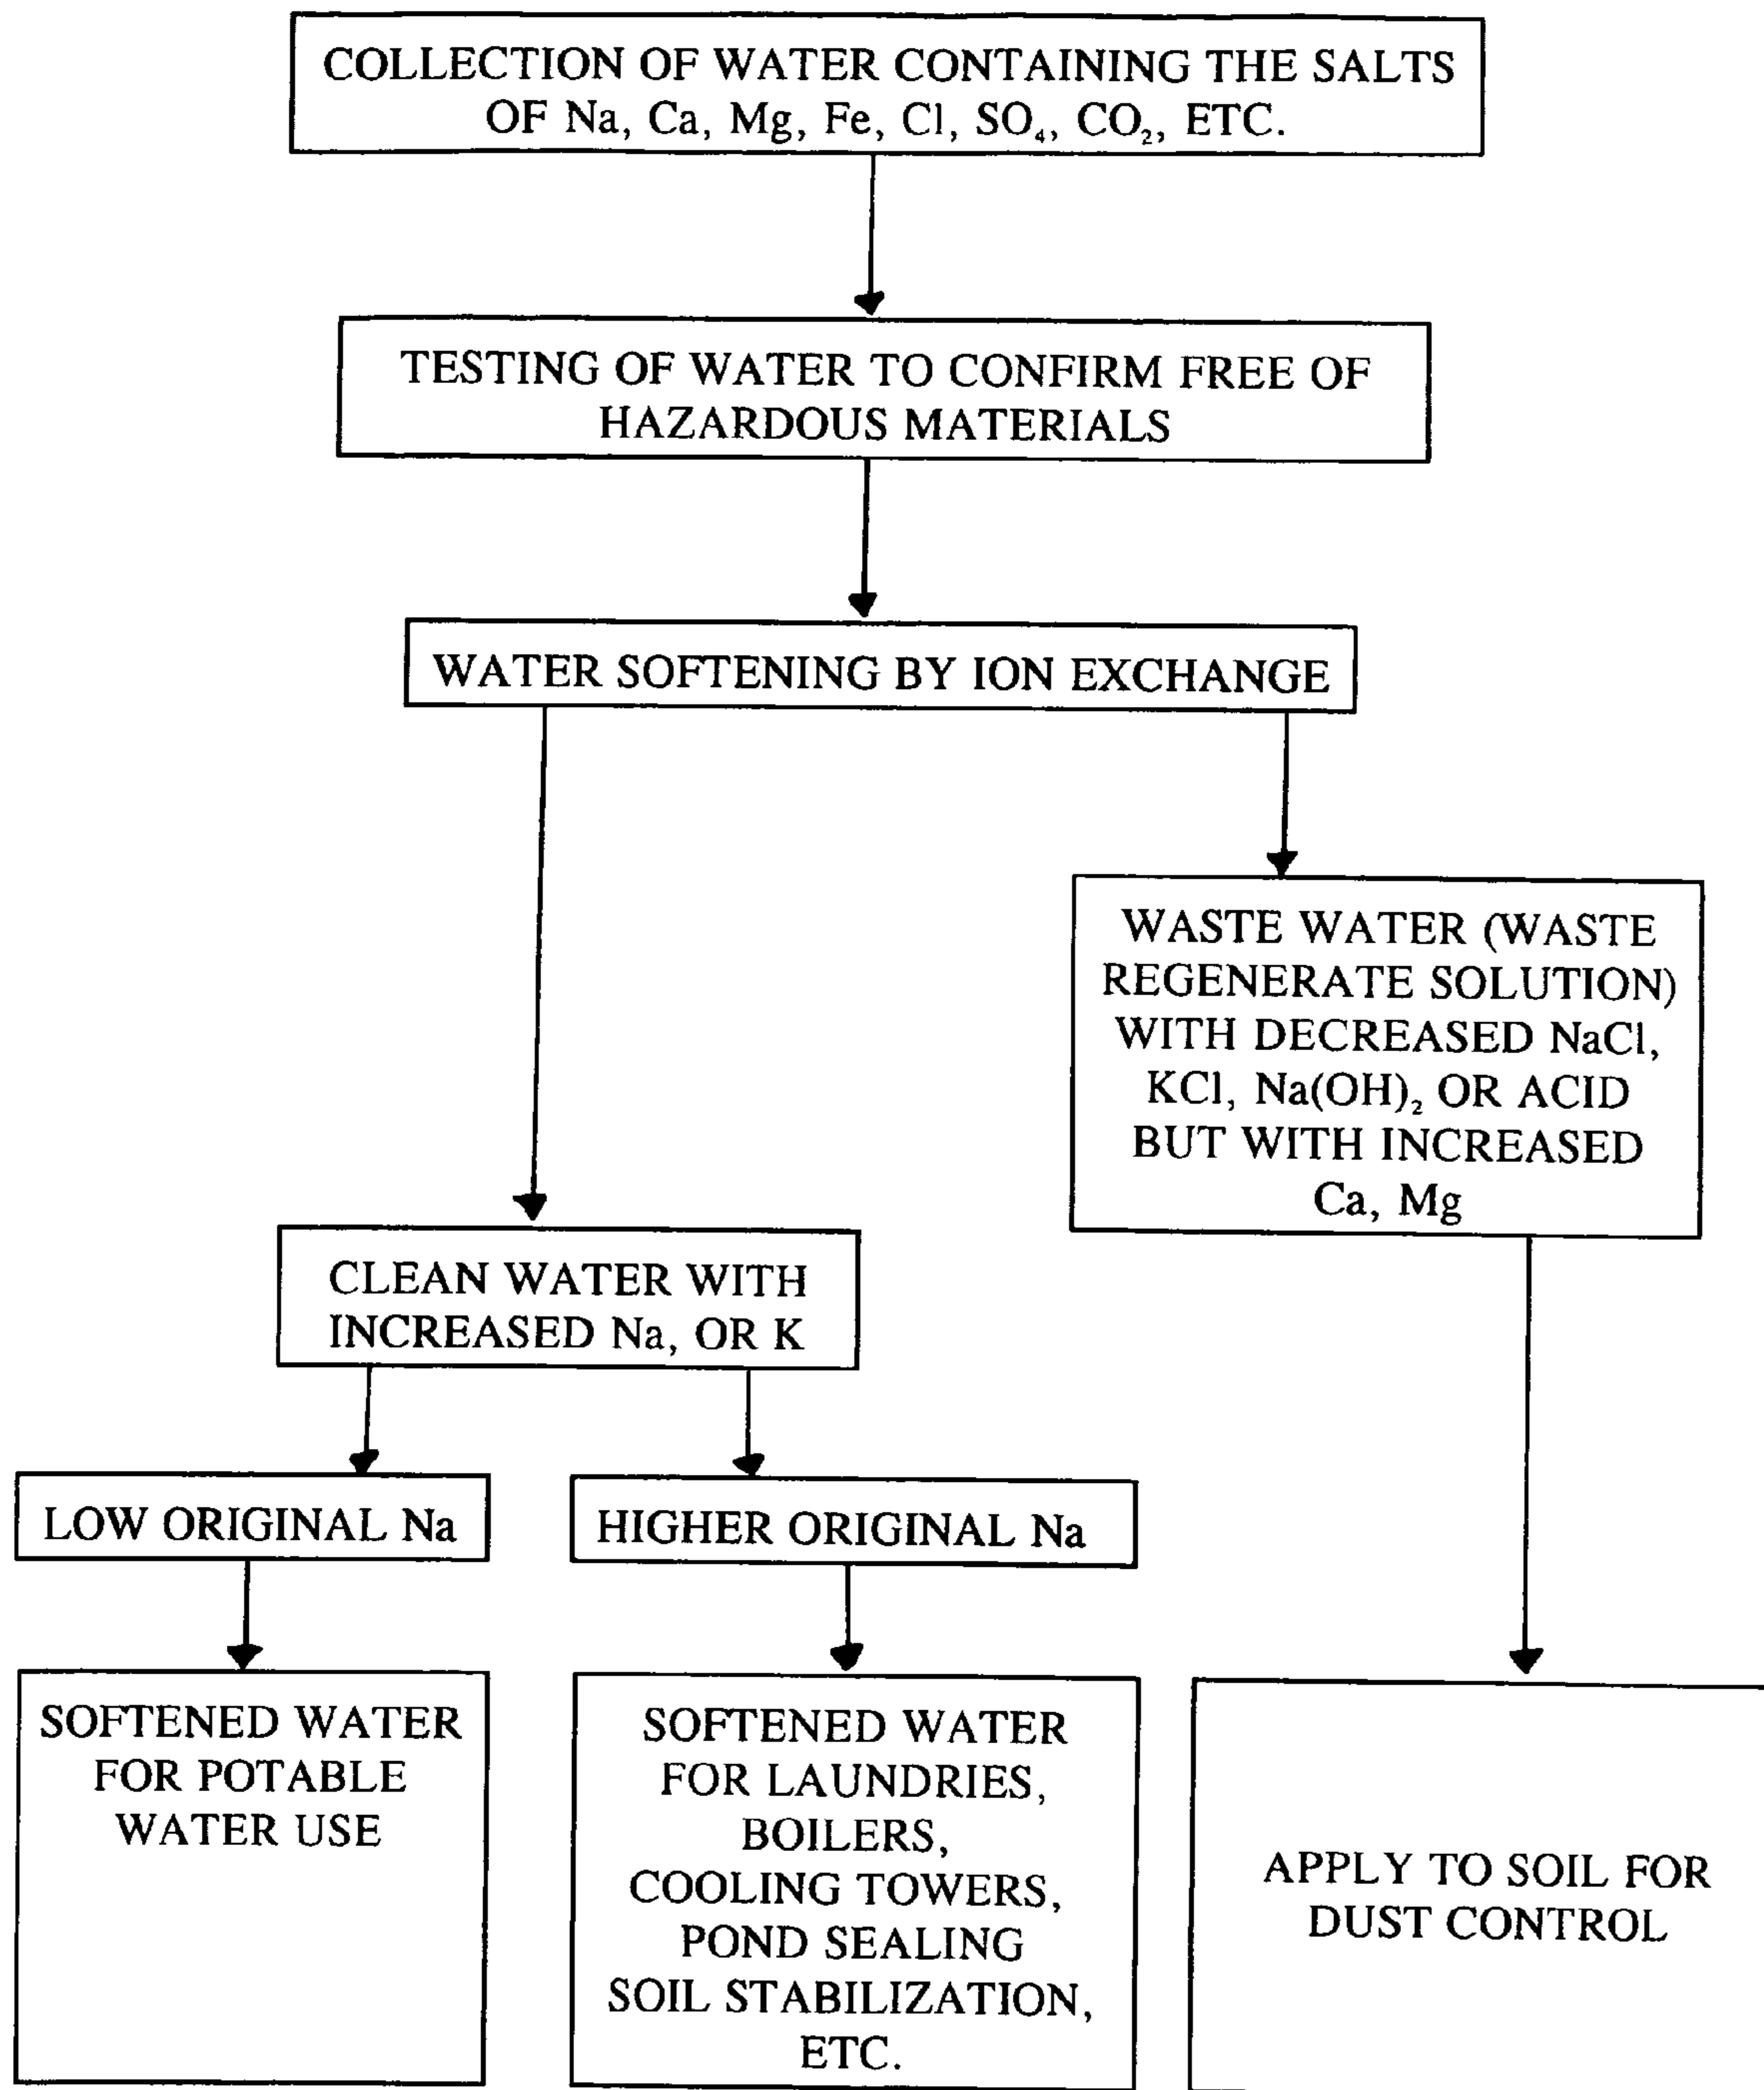 COLLECTION OF WATER CONTAINING THE SALTS
OF Na, Ca, Mg, Fe, Cl, SO₄, CO₂, ETC.
TESTING OF WATER TO CONFIRM FREE OF
HAZARDOUS MATERIALS
WATER SOFTENING BY ION EXCHANGE
WASTE WATER (WASTE
REGENERATE SOLUTION)
WITH DECREASED NaCl,
KCl, Na(OH)₂ OR ACID
BUT WITH INCREASED
Ca, Mg
CLEAN WATER WITH
INCREASED Na, OR K
LOW ORIGINAL Na
HIGHER ORIGINAL Na
SOFTENED WATER
FOR POTABLE
WATER USE
SOFTENED WATER
FOR LAUNDRIES,
BOILERS,
COOLING TOWERS,
POND SEALING
SOIL STABILIZATION,
ETC.
APPLY TO SOIL FOR
DUST CONTROL